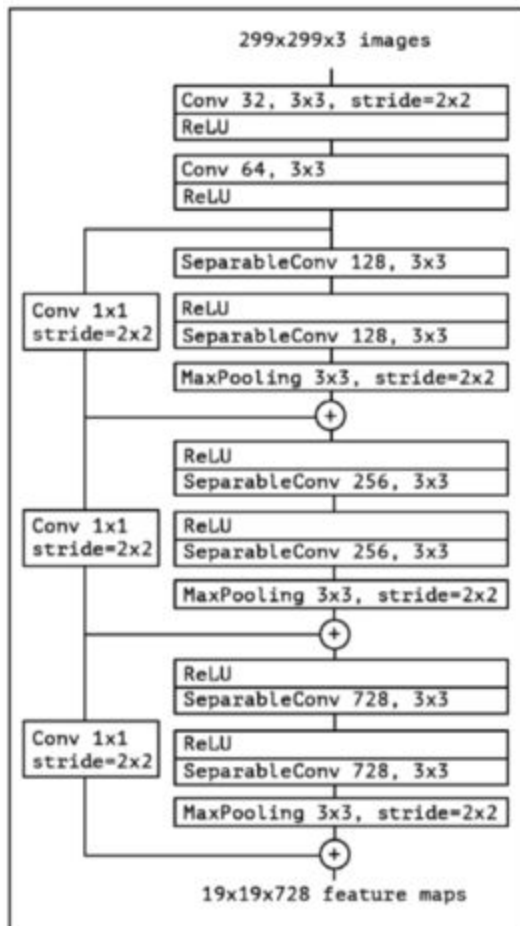 299x299x3 images
Conv 32, 3x3, stride=2x2
ReLU
Conv 64, 3x3
ReLU
SeparableConv 128, 3x3
Conv 1x1
stride=2x2
ReLU
SeparableConv 128, 3x3
MaxPooling 3x3, stride=2x2
+
ReLU
SeparableConv 256, 3x3
Conv 1x1
stride=2x2
ReLU
SeparableConv 256, 3x3
MaxPooling 3x3, stride=2x2
+
ReLU
SeparableConv 728, 3x3
Conv 1x1
stride=2x2
ReLU
SeparableConv 728, 3x3
MaxPooling 3x3, stride=2x2
+
19x19x728 feature maps